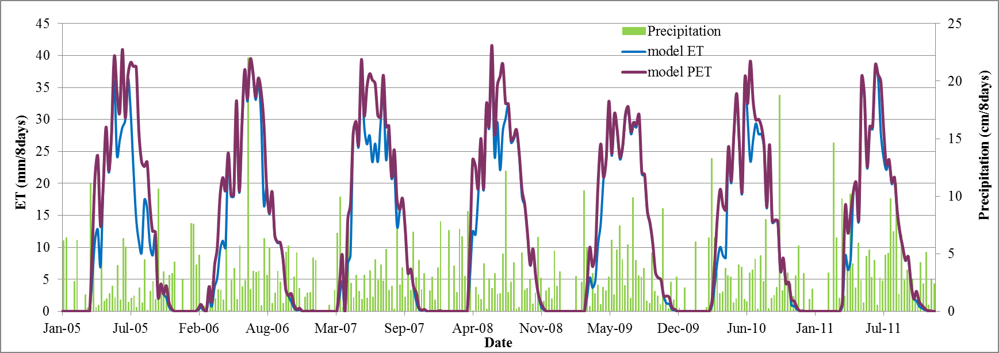 45
40
35
30
25
20
15
10
5
0
ET (mm/8days)
Precipitation
model ET
model PET
25
20
15
10
5
0
Precipitation (cm/8days)
Jan-05 Jul-05 Feb-06 Aug-06 Mar-07 Sep-07 Apr-08 Nov-08 May-09 Dec-09 Jun-10 Jan-11 Jul-11
Date